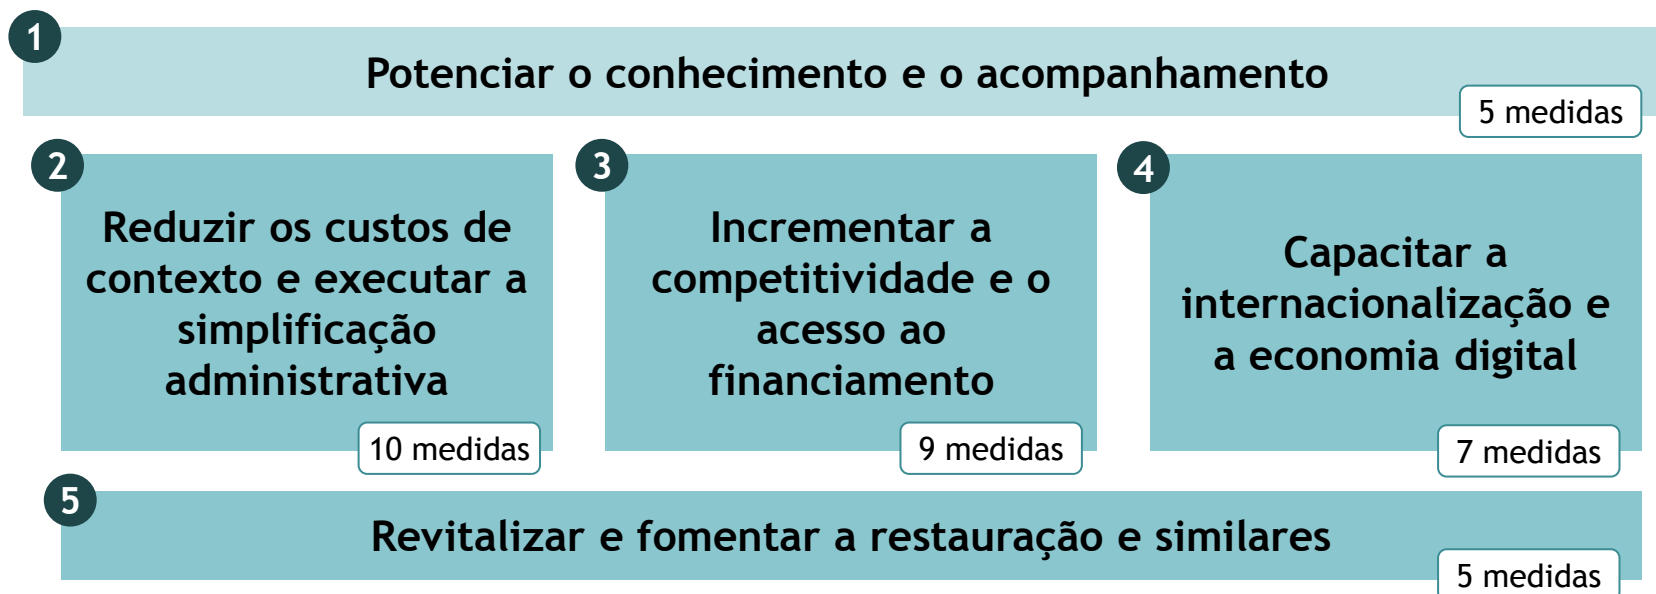 1
Potenciar o conhecimento e o acompanhamento
5 medidas
2
Reduzir os custos de
contexto e executar a
simplificação
administrativa
10 medidas
3
Incrementar a
competitividade e o
acesso ao
financiamento
9 medidas
4
Capacitar a
internacionalização e
a economia digital
7 medidas
5
Revitalizar e fomentar a restauração e similares
5 medidas